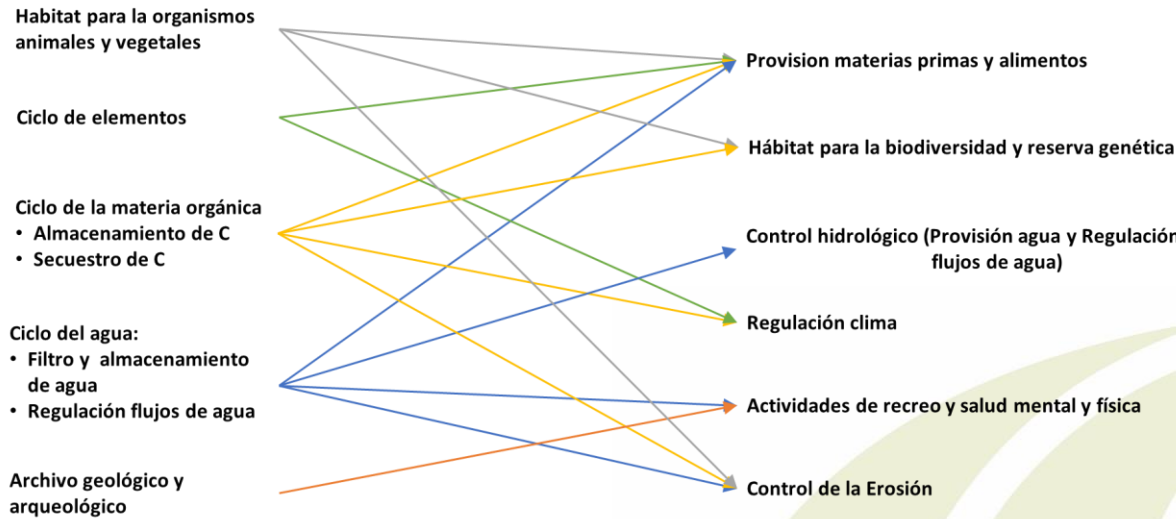 Habitat para la organismos
animales y vegetales
Ciclo de elementos
Ciclo de la materia orgánica
• Almacenamiento de C
• Secuestro de C
Ciclo del agua:
• Filtro y almacenamiento
de agua
• Regulación flujos de agua
Archivo geológico y
arqueológico
Provision materias primas y alimentos
Hábitat para la biodiversidad y reserva genética
Control hidrológico (Provisión agua y Regulación
flujos de agua)
Regulación clima
Actividades de recreo y salud mental y física
Control de la Erosión